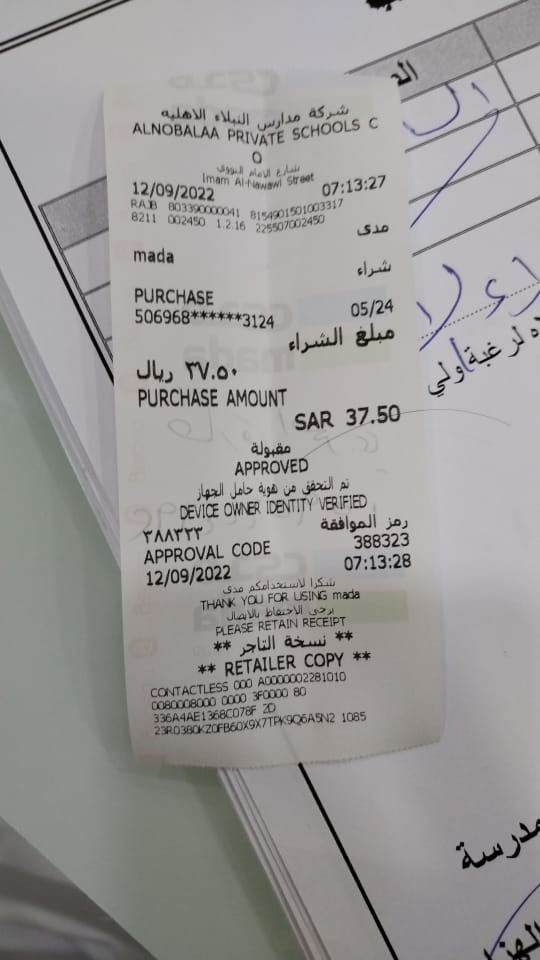 شركة مدارس النبلاء الاهليه
ALNOBALAA PRIVATE SCHOOLS C
O
شارع الامام النووي
Imam Al-Nawawi Street
12/09/2022 07:13:27
RAJB 803390000041 8154901501003317
8211 002450 1.2.16 225507002450
مدى
mada
شراء
PURCHASE
506968******3124 05/24
مبلغ الشراء
٣٧.٥٠ ريال
PURCHASE AMOUNT
SAR 37.50
مقبولة
APPROVED
تم التحقق من هوية حامل الجهاز
DEVICE OWNER IDENTITY VERIFIED
رمز الموافقة ٣٨٨٣٢٣
APPROVAL CODE 388323
12/09/2022 07:13:28
شكرا لاستخدامكم مدى
THANK YOU FOR USING mada
يرجى الاحتفاظ بالايصال
PLEASE RETAIN RECEIPT
** نسخة التاجر **
** RETAILER COPY **
CONTACTLESS 000 A0000002281010
0080008000 0000 3F0000 80
336A4AE1368C078F 2D
23R0380KZ0FB60X9X7TPK9Q6A5N2 1085
لرغبة
اولي
مدرسة